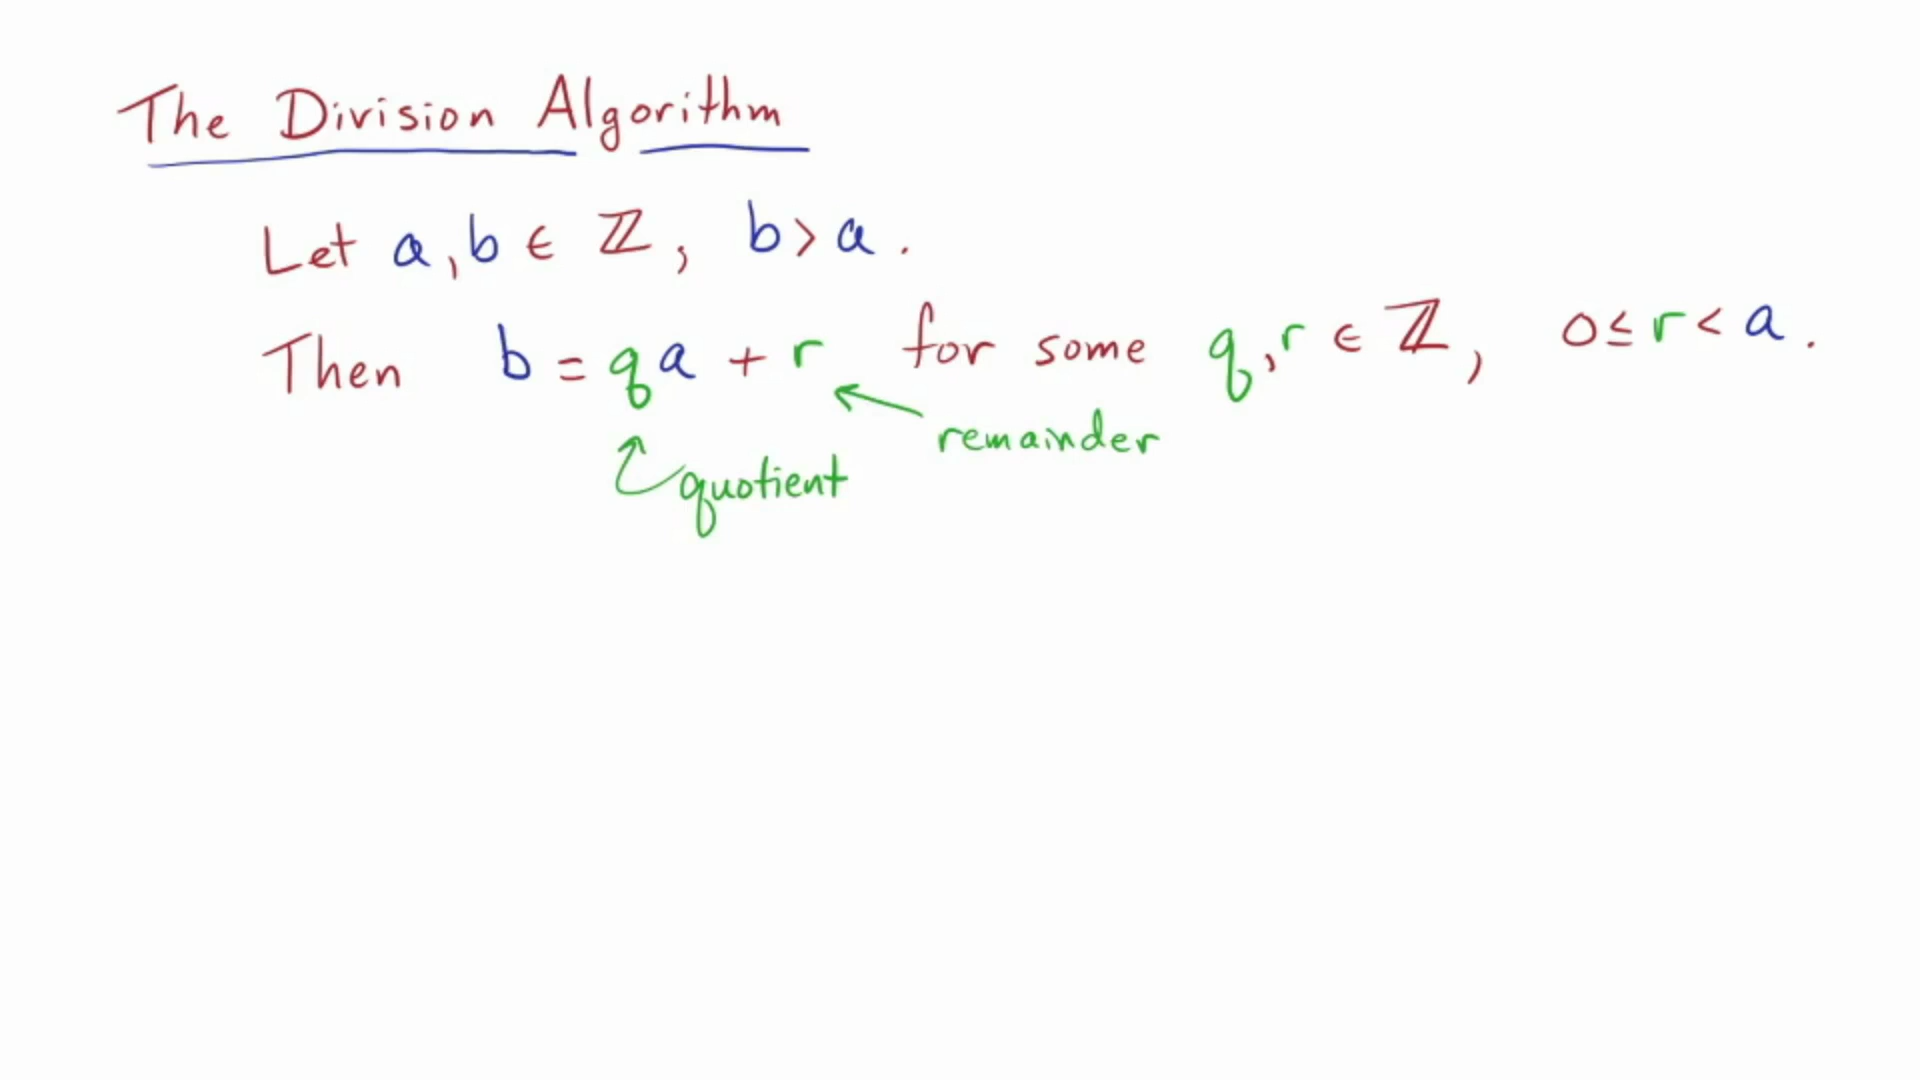 The Division Algorithm
Let a, b ∈ ℤ, b > a.
Then b = qa + r for some q, r ∈ ℤ, 0 ≤ r < a.
remainder
quotient